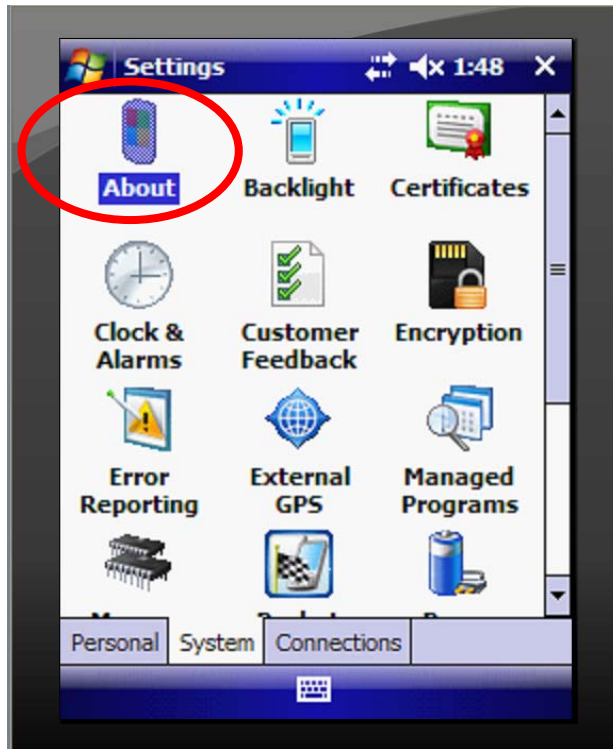 Settings 1:48
About Backlight Certificates
Clock & Customer Encryption
Alarms Feedback
Error External Managed
Reporting GPS Programs
Personal System Connections